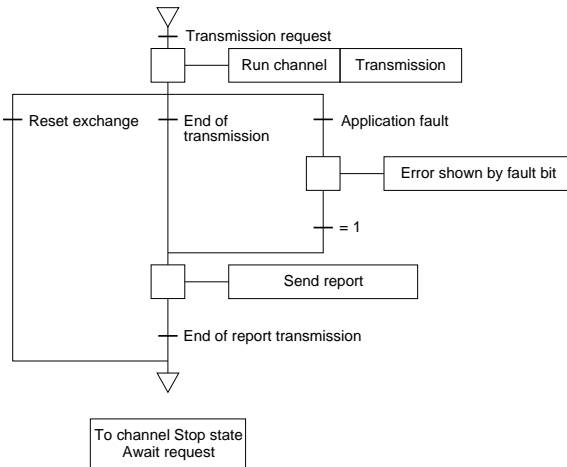 Transmission request
Run channel
Transmission
Reset exchange
End of
transmission
Application fault
Error shown by fault bit
= 1
Send report
End of report transmission
To channel Stop state
Await request